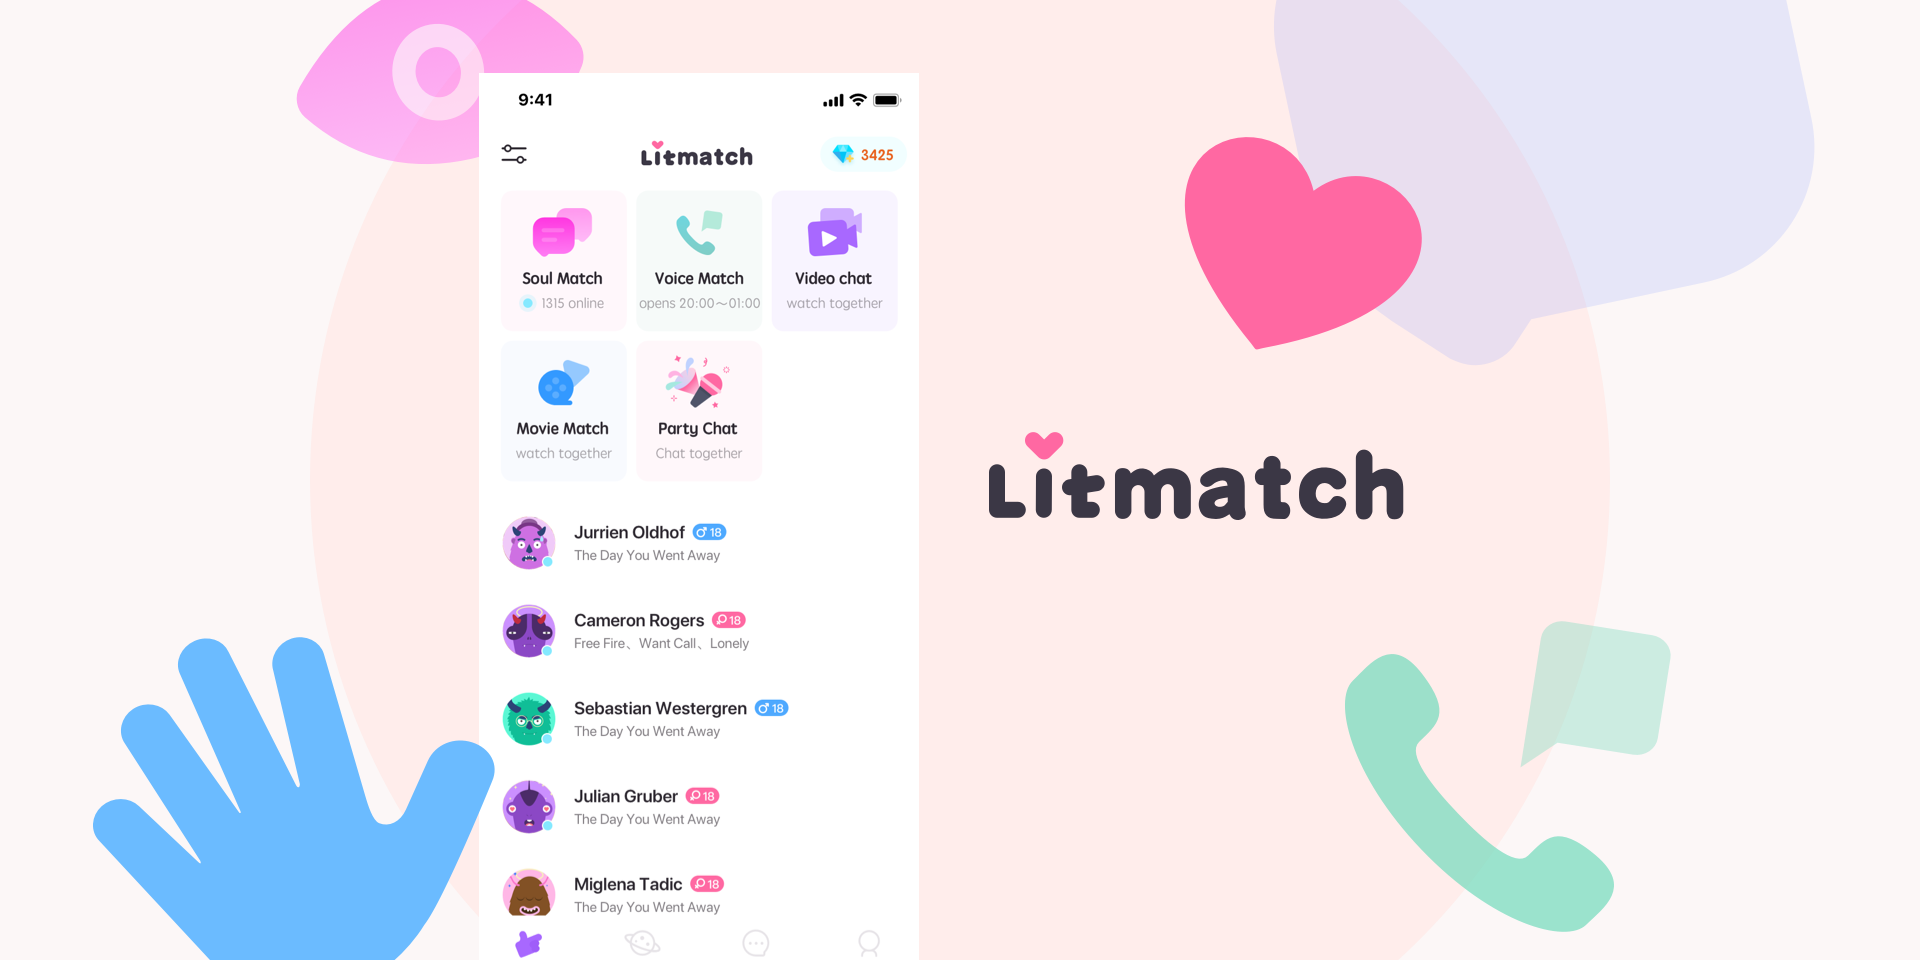 9:41
Litmatch
3425
Soul Match
1315 online
Voice Match
opens 20:00～01:00
Video chat
watch together
Movie Match
watch together
Party Chat
Chat together
Jurrien Oldhof ♂ 18
The Day You Went Away
Cameron Rogers ♀ 18
Free Fire、Want Call、Lonely
Sebastian Westergren ♂ 18
The Day You Went Away
Julian Gruber ♀ 18
The Day You Went Away
Miglena Tadic ♀ 18
The Day You Went Away
Litmatch